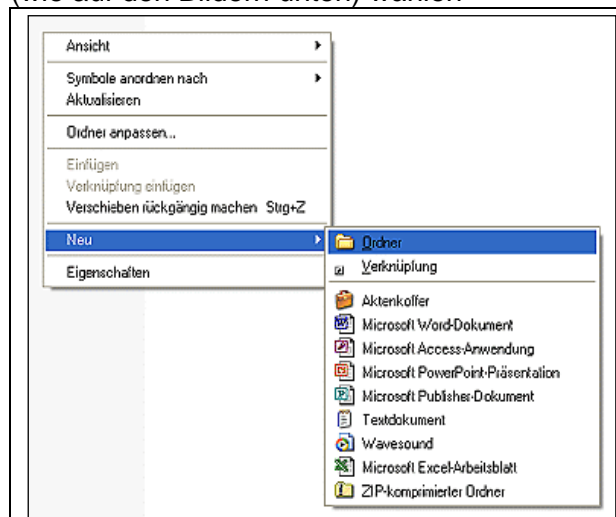 (wie auf den Bildern unten) wählen
Ansicht
Symbole anordnen nach
Aktualisieren
Ordner anpassen...
Einfügen
Verknüpfung einfügen
Verschieben rückgängig machen Strg+Z
Neu
Eigenschaften
Ordner
Verknüpfung
Aktenkoffer
Microsoft Word-Dokument
Microsoft Access-Anwendung
Microsoft PowerPoint-Präsentation
Microsoft Publisher-Dokument
Textdokument
Wavesound
Microsoft Excel-Arbeitsblatt
ZIP-komprimierter Ordner